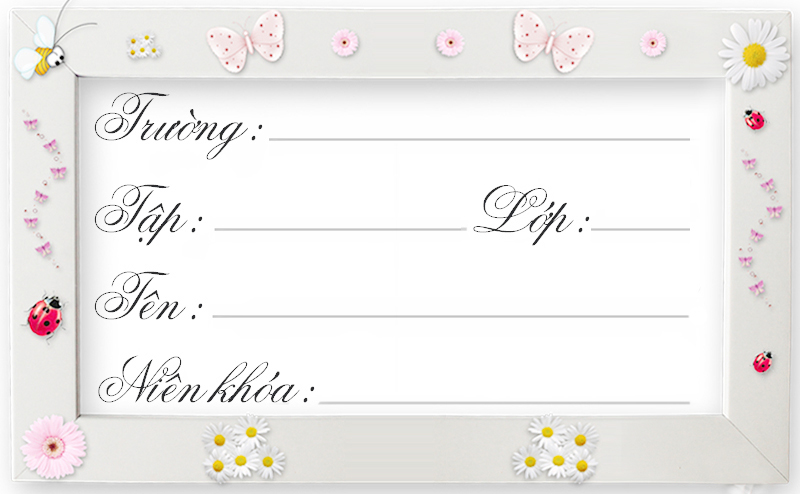 Trường :
Tập : Lớp :
Tên :
Niên khóa :